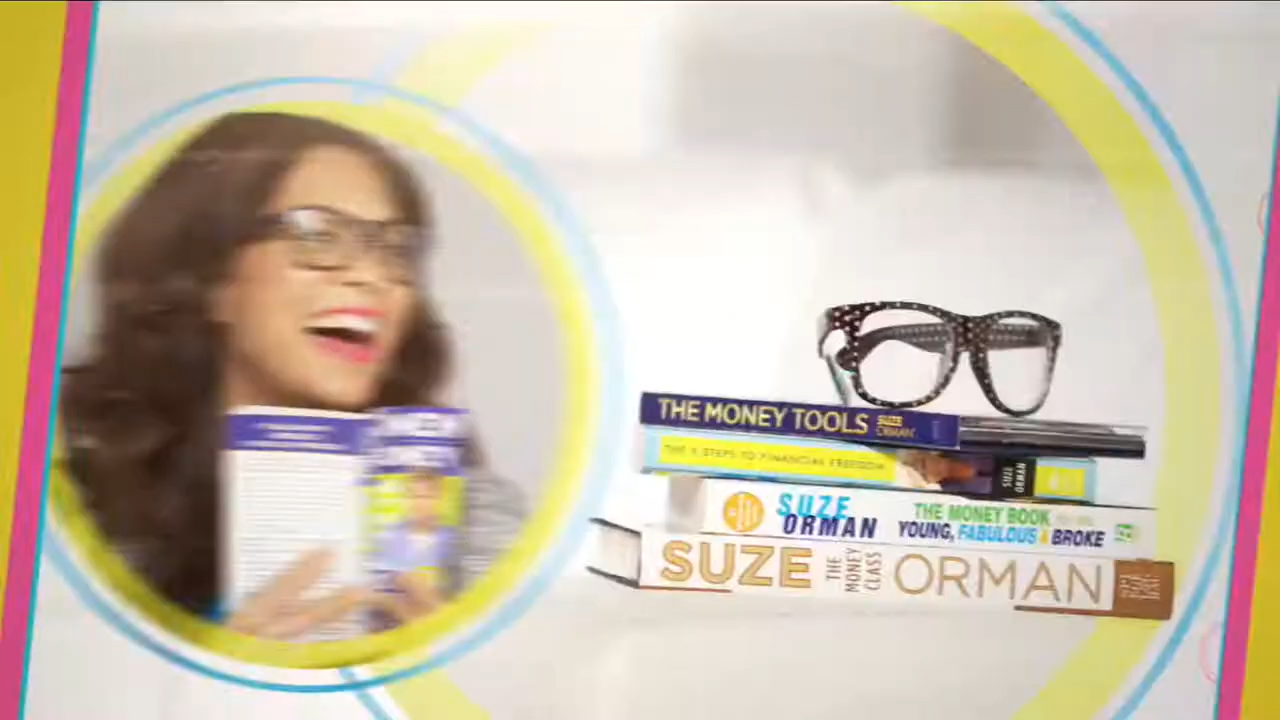 THE MONEY TOOLS SUZE ORMAN
THE 9 STEPS TO FINANCIAL FREEDOM SUZE ORMAN
SUZE ORMAN THE MONEY BOOK
YOUNG, FABULOUS & BROKE
SUZE THE MONEY CLASS ORMAN